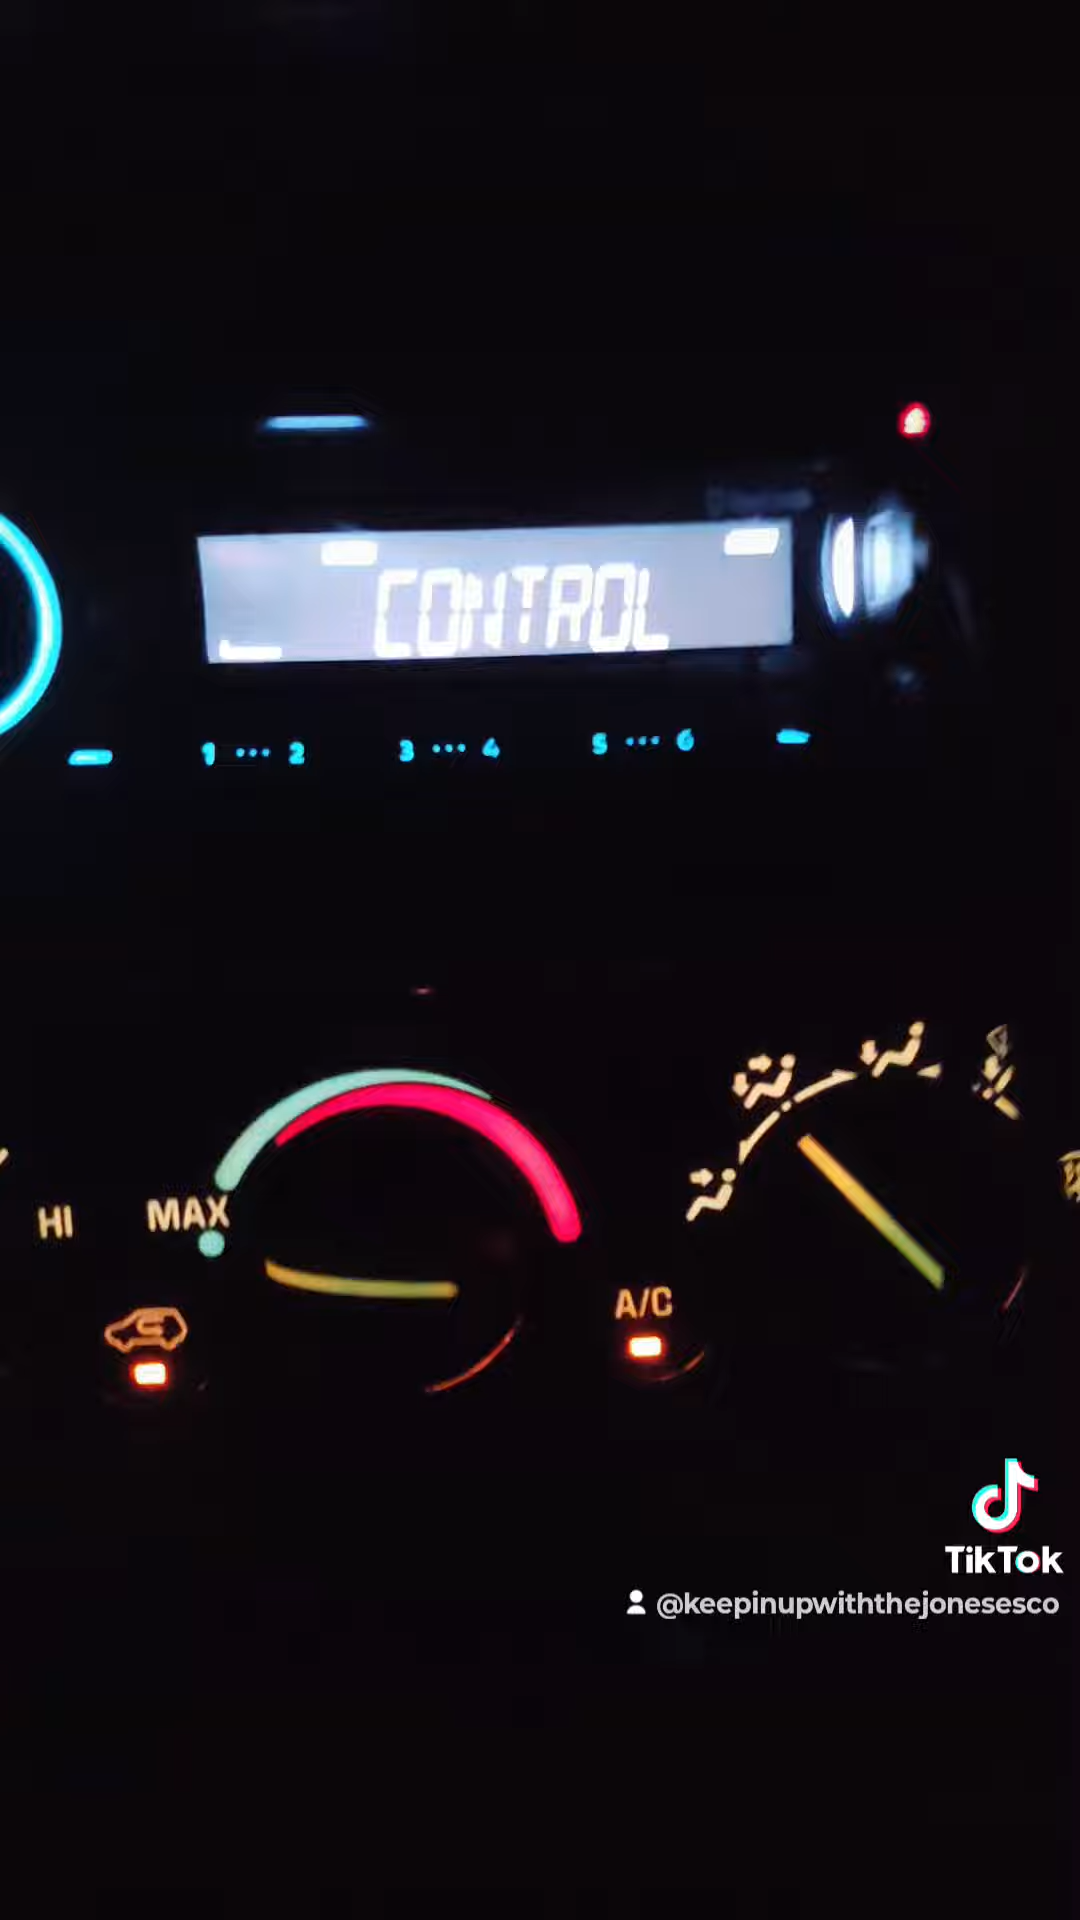 CONTROL
1 ••• 2 3 ••• 4 5 ••• 6
HI MAX
A/C
TikTok
@keepinupwiththejonesesco